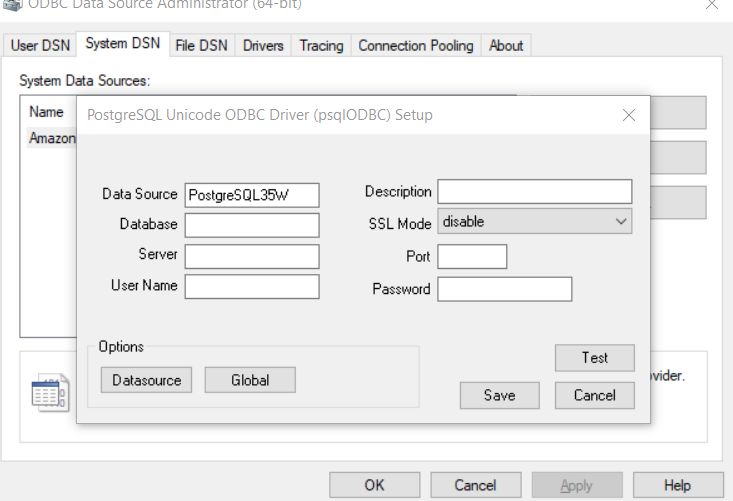 ODBC Data Source Administrator (64-bit)
User DSN System DSN File DSN Drivers Tracing Connection Pooling About
System Data Sources:
Name
Amazon
PostgreSQL Unicode ODBC Driver (psqlODBC) Setup
Data Source PostgreSQL35W Description
Database SSL Mode disable
Server Port
User Name Password
Options
Datasource Global
Test
Save Cancel
ovider.
OK Cancel Apply Help